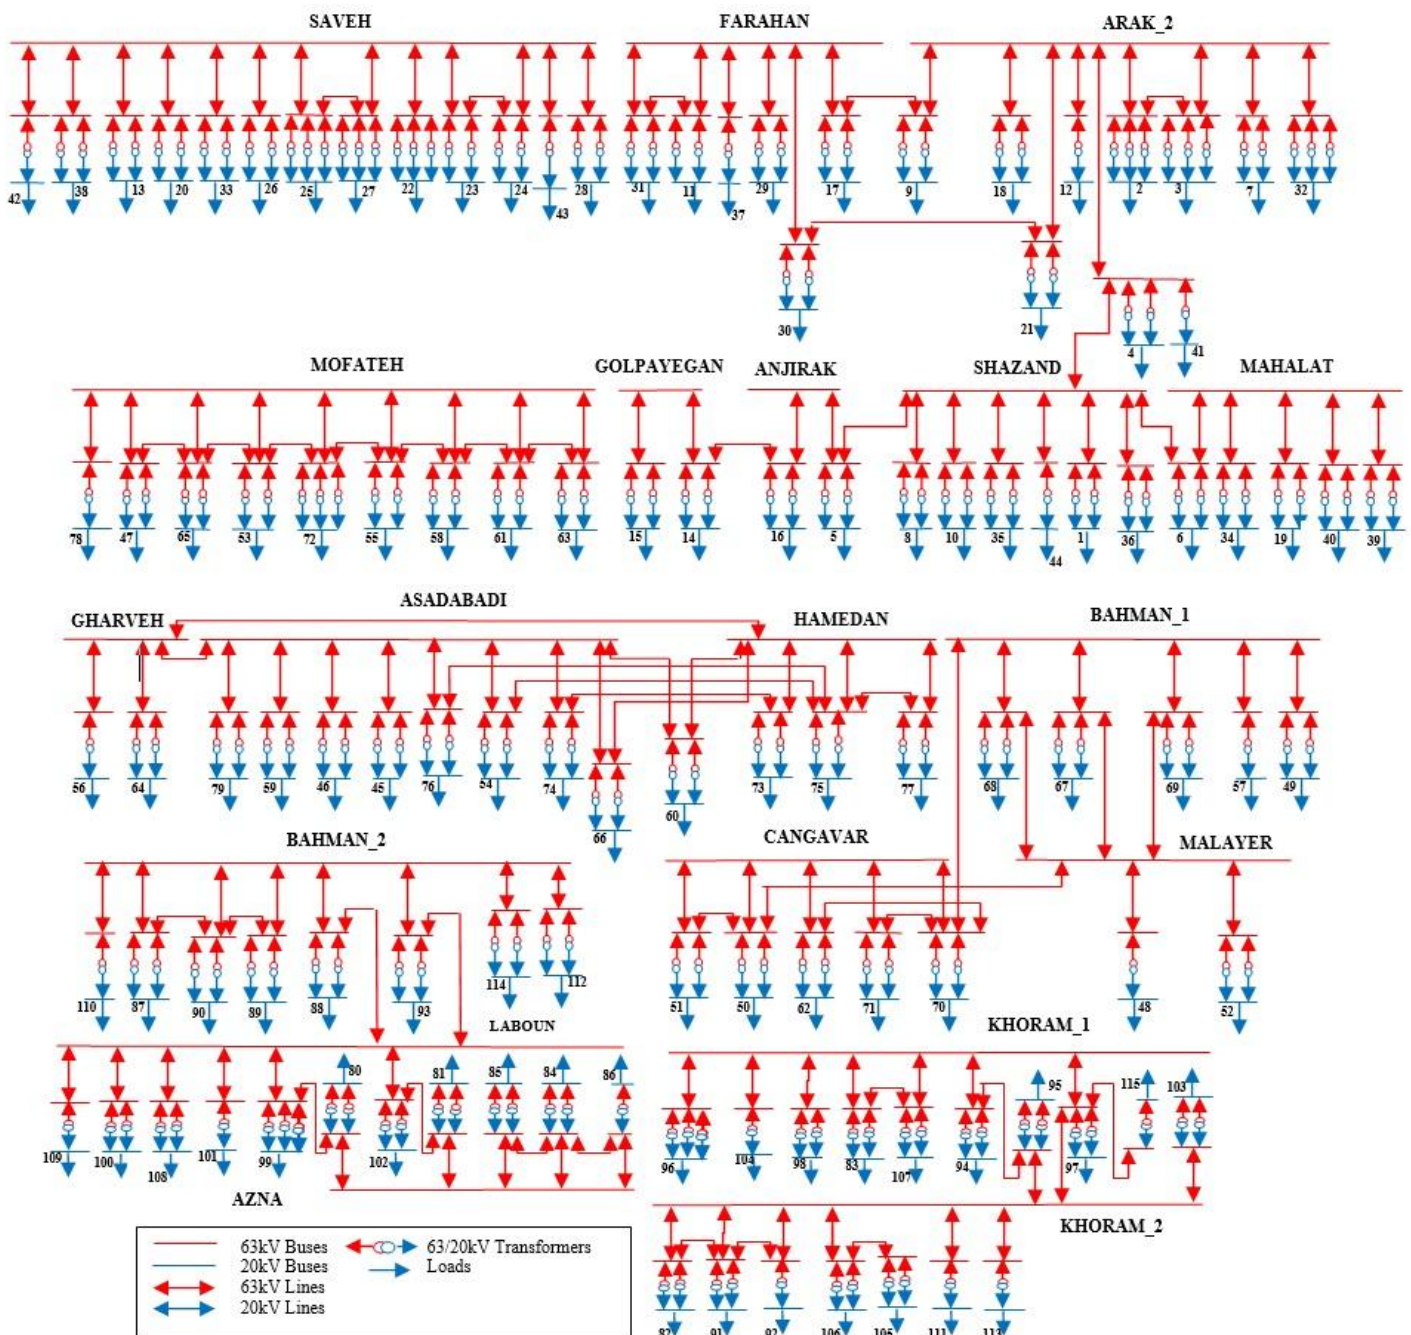 SAVEH FARAHAN ARAK_2
42 38 13 20 33 26 25 27 22 23 24 43 28 31 11 37 29 17 9 18 12 2 3 7 32
30 21 4 41
MOFATEH GOLPAYEGAN ANJIRAK SHAZAND MAHALAT
78 47 65 53 72 55 58 61 63 15 14 16 5 8 10 35 44 1 36 6 34 19 40 39
GHARVEH ASADABADI HAMEDAN BAHMAN_1
56 64 79 59 46 45 76 54 74 66 60 73 75 77 68 67 69 57 49
BAHMAN_2 CANGAVAR MALAYER
110 87 90 89 88 93 114 112 51 50 62 71 70 48 52
LABOUN KHORAM_1
80 81 85 84 86 95 115 103
109 100 108 101 99 102 96 104 98 83 107 94 97
AZNA KHORAM_2
63kV Buses 63/20kV Transformers
20kV Buses Loads
63kV Lines
20kV Lines
82 91 92 106 105 111 113